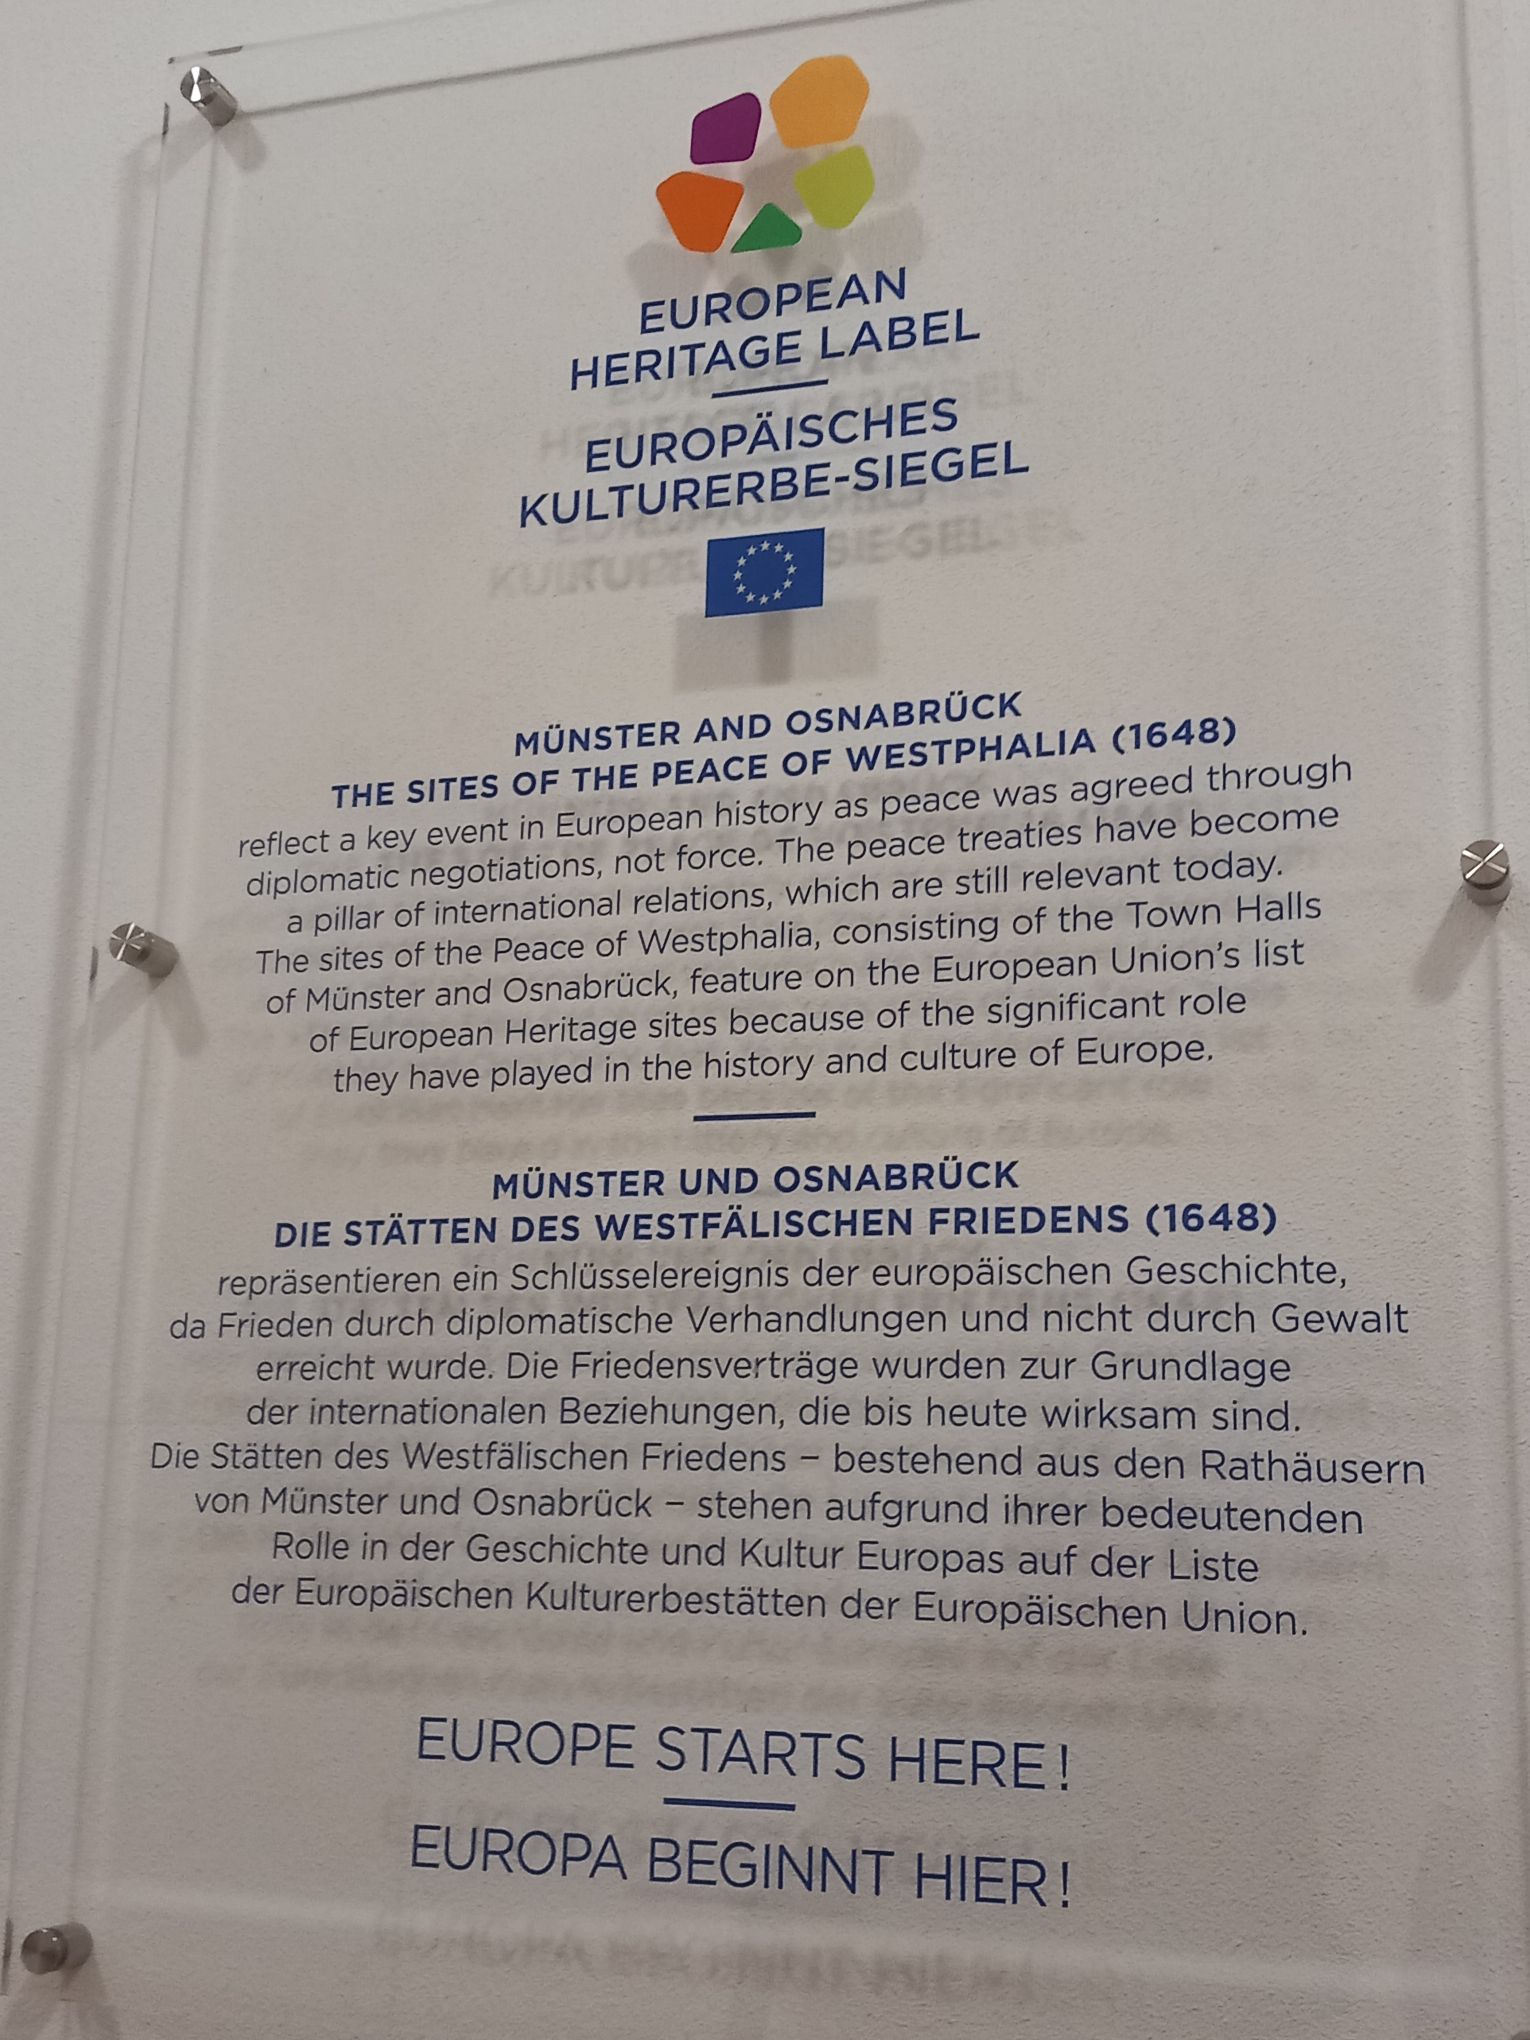 EUROPEAN
HERITAGE LABEL
EUROPÄISCHES
KULTURERBE-SIEGEL
MÜNSTER AND OSNABRÜCK
THE SITES OF THE PEACE OF WESTPHALIA (1648)
reflect a key event in European history as peace was agreed through
diplomatic negotiations, not force. The peace treaties have become
a pillar of international relations, which are still relevant today.
The sites of the Peace of Westphalia, consisting of the Town Halls
of Münster and Osnabrück, feature on the European Union's list
of European Heritage sites because of the significant role
they have played in the history and culture of Europe.
MÜNSTER UND OSNABRÜCK
DIE STÄTTEN DES WESTFÄLISCHEN FRIEDENS (1648)
repräsentieren ein Schlüsselereignis der europäischen Geschichte,
da Frieden durch diplomatische Verhandlungen und nicht durch Gewalt
erreicht wurde. Die Friedensverträge wurden zur Grundlage
der internationalen Beziehungen, die bis heute wirksam sind.
Die Stätten des Westfälischen Friedens – bestehend aus den Rathäusern
von Münster und Osnabrück – stehen aufgrund ihrer bedeutenden
Rolle in der Geschichte und Kultur Europas auf der Liste
der Europäischen Kulturerbestätten der Europäischen Union.
EUROPE STARTS HERE!
EUROPA BEGINNT HIER!